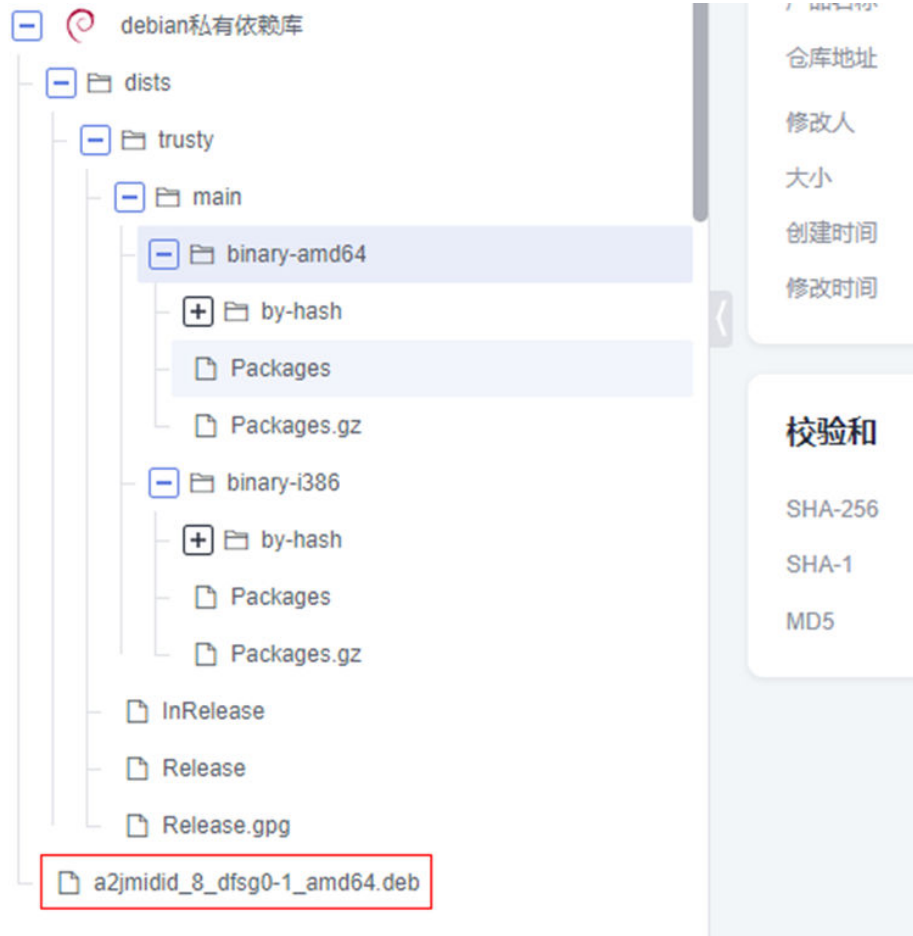 debian私有依赖库
dists
trusty
main
binary-amd64
by-hash
Packages
Packages.gz
binary-i386
by-hash
Packages
Packages.gz
InRelease
Release
Release.gpg
a2jmidid_8_dfsg0-1_amd64.deb
仓库地址
修改人
大小
创建时间
修改时间
校验和
SHA-256
SHA-1
MD5